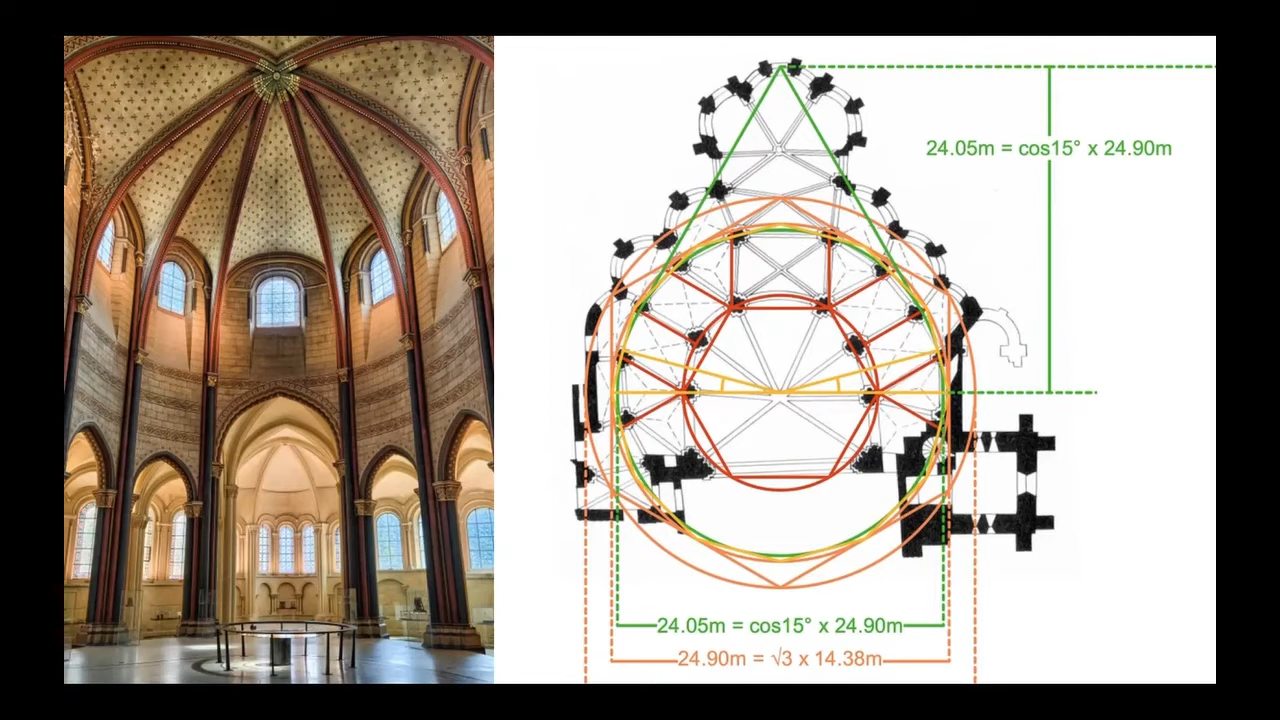 24.05m = cos15° x 24.90m
24.05m = cos15° x 24.90m
24.90m = √3 x 14.38m